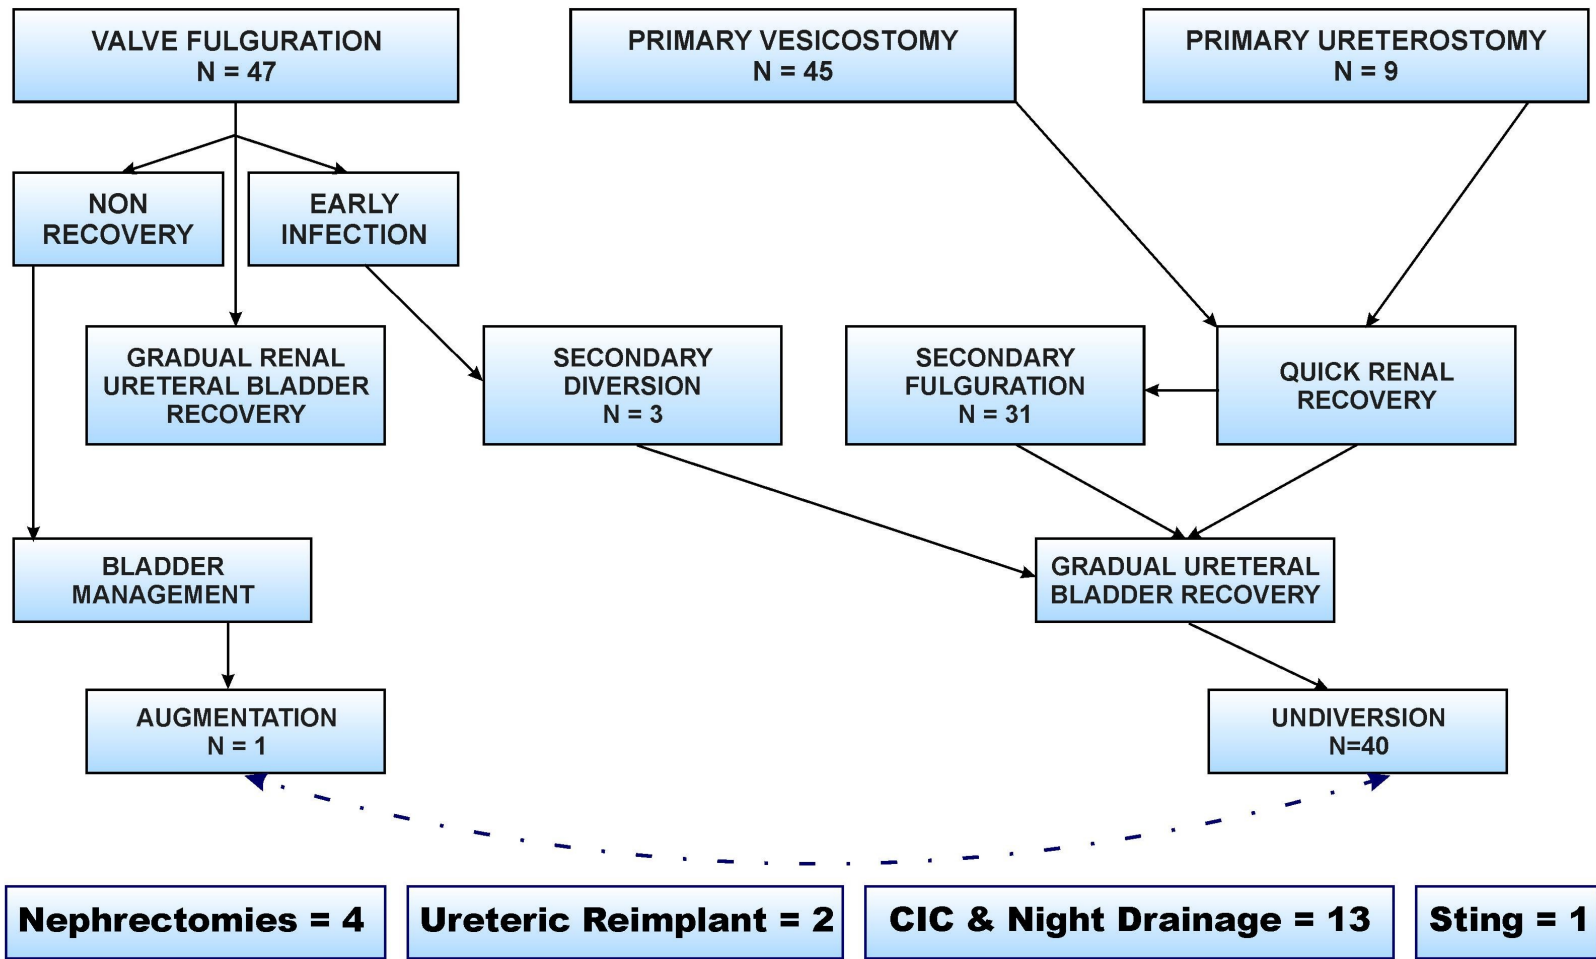 VALVE FULGURATION
N = 47
PRIMARY VESICOSTOMY
N = 45
PRIMARY URETEROSTOMY
N = 9
NON
RECOVERY
EARLY
INFECTION
GRADUAL RENAL
URETERAL BLADDER
RECOVERY
SECONDARY
DIVERSION
N = 3
SECONDARY
FULGURATION
N = 31
QUICK RENAL
RECOVERY
BLADDER
MANAGEMENT
GRADUAL URETERAL
BLADDER RECOVERY
AUGMENTATION
N = 1
UNDIVERSION
N=40
Nephrectomies = 4
Ureteric Reimplant = 2
CIC & Night Drainage = 13
Sting = 1